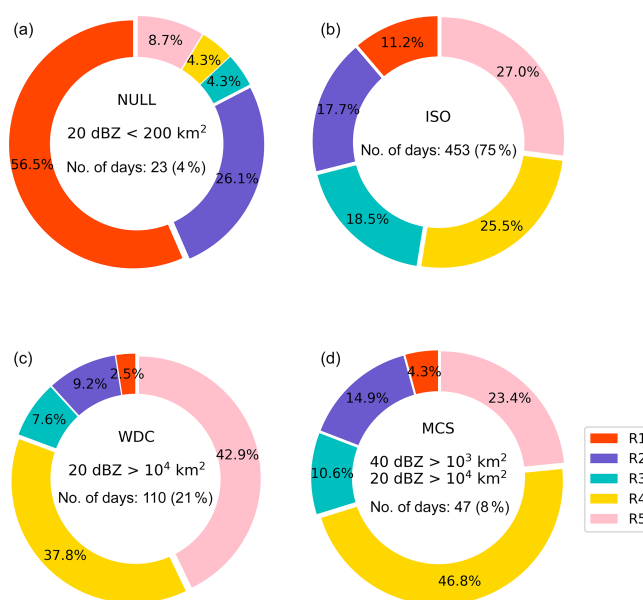 (a)
8.7%
4.3%
4.3%
26.1%
56.5%
NULL
20 dBZ < 200 km²
No. of days: 23 (4 %)
(b)
11.2%
27.0%
17.7%
18.5%
25.5%
ISO
No. of days: 453 (75 %)
(c)
2.5%
9.2%
7.6%
42.9%
37.8%
WDC
20 dBZ > 10⁴ km²
No. of days: 110 (21 %)
(d)
4.3%
14.9%
23.4%
10.6%
46.8%
MCS
40 dBZ > 10³ km²
20 dBZ > 10⁴ km²
No. of days: 47 (8 %)
R1
R2
R3
R4
R5